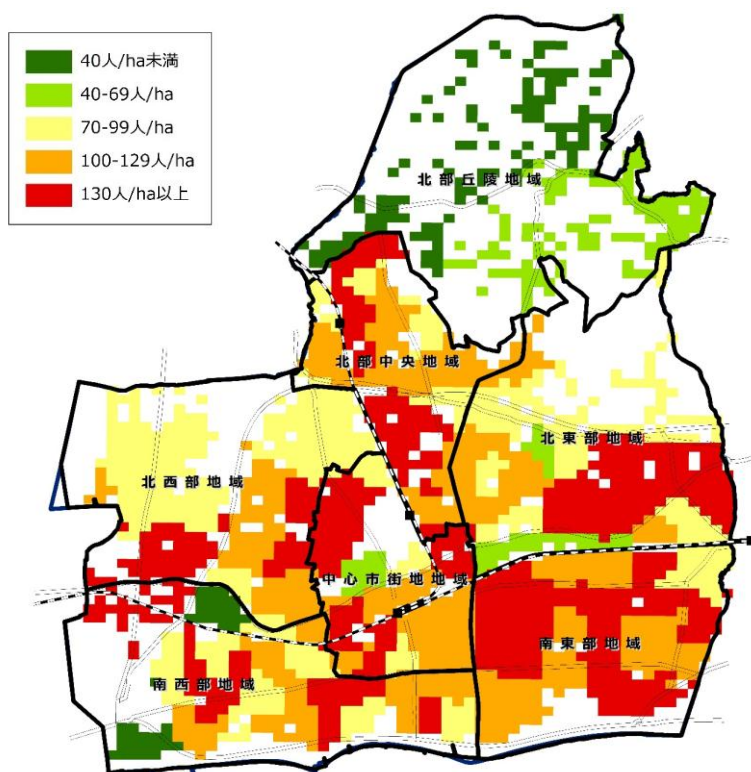 40人/ha未満
40-69人/ha
70-99人/ha
100-129人/ha
130人/ha以上
北部丘陵地域
北部中央地域
北東部地域
北西部地域
中心市街地地域
南東部地域
南西部地域